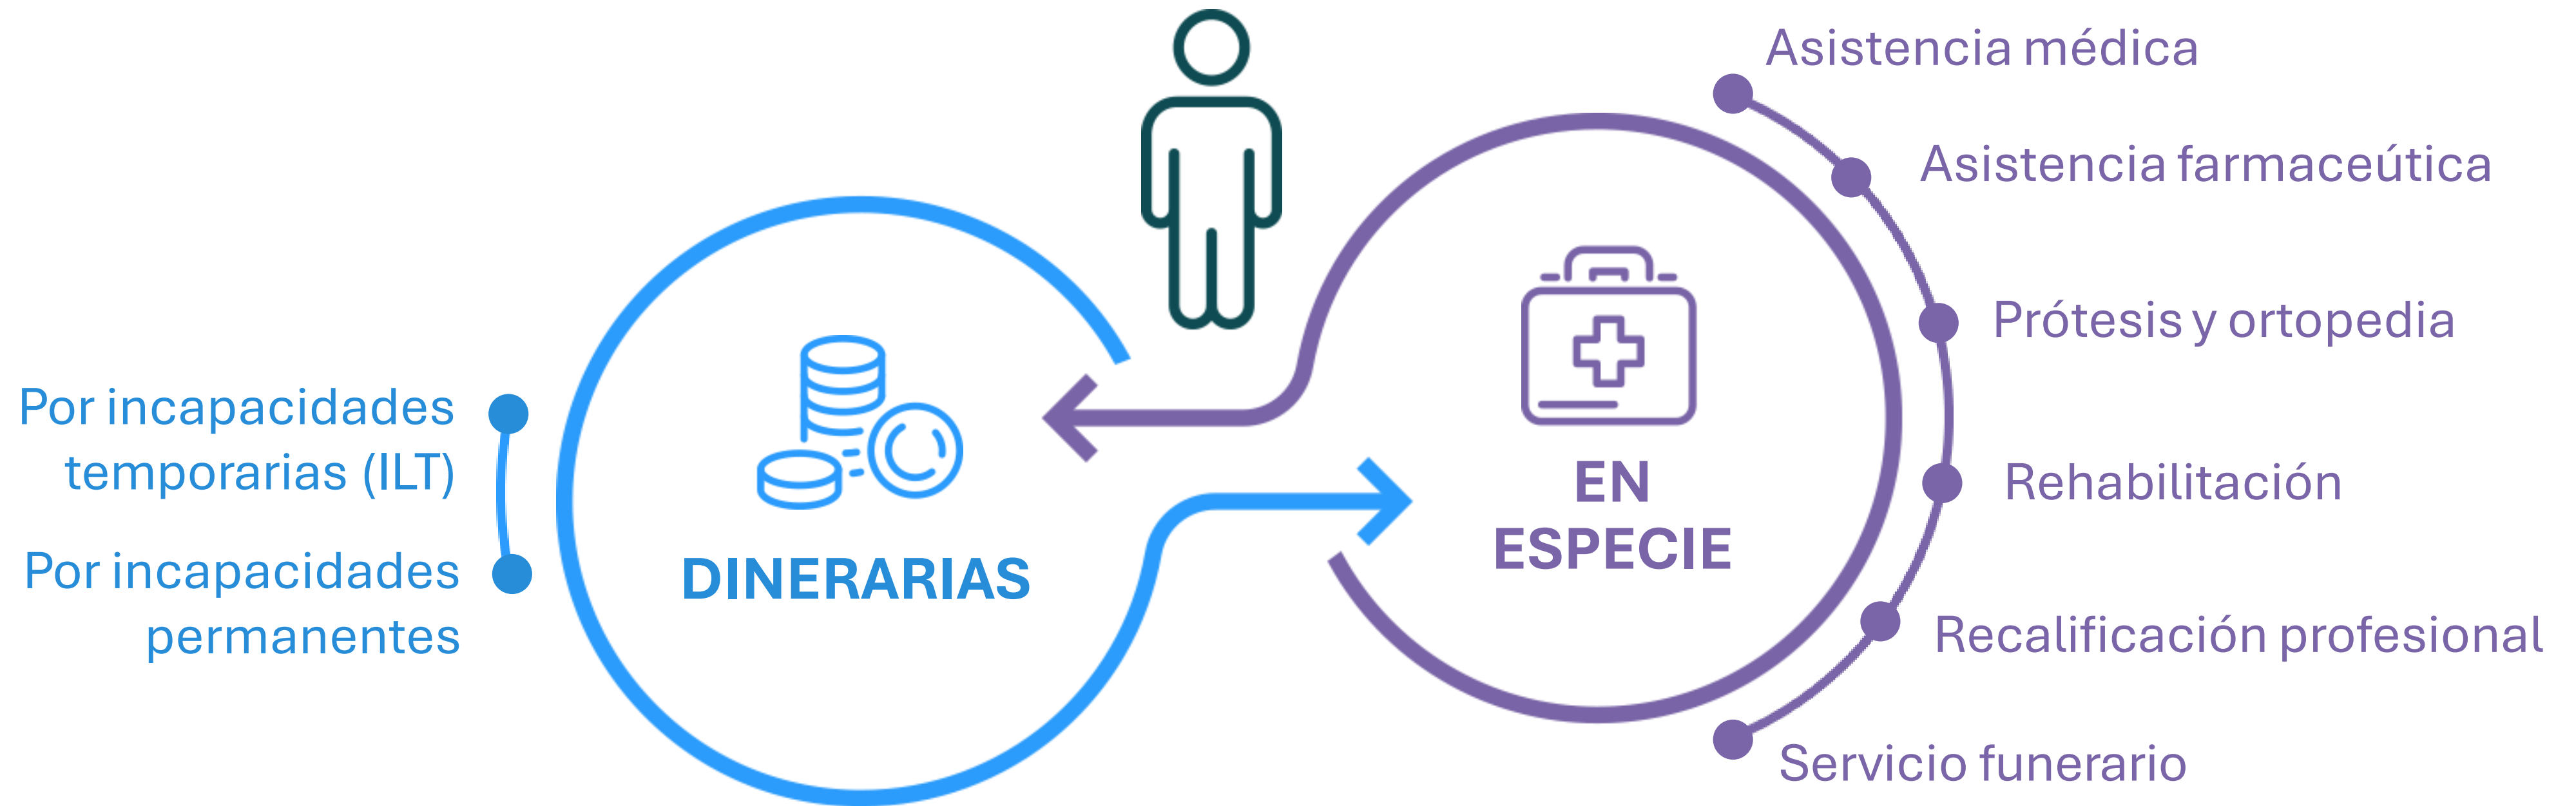 Por incapacidades
temporarias (ILT)
Por incapacidades
permanentes
DINERARIAS
EN
ESPECIE
Asistencia médica
Asistencia farmaceútica
Prótesis y ortopedia
Rehabilitación
Recalificación profesional
Servicio funerario